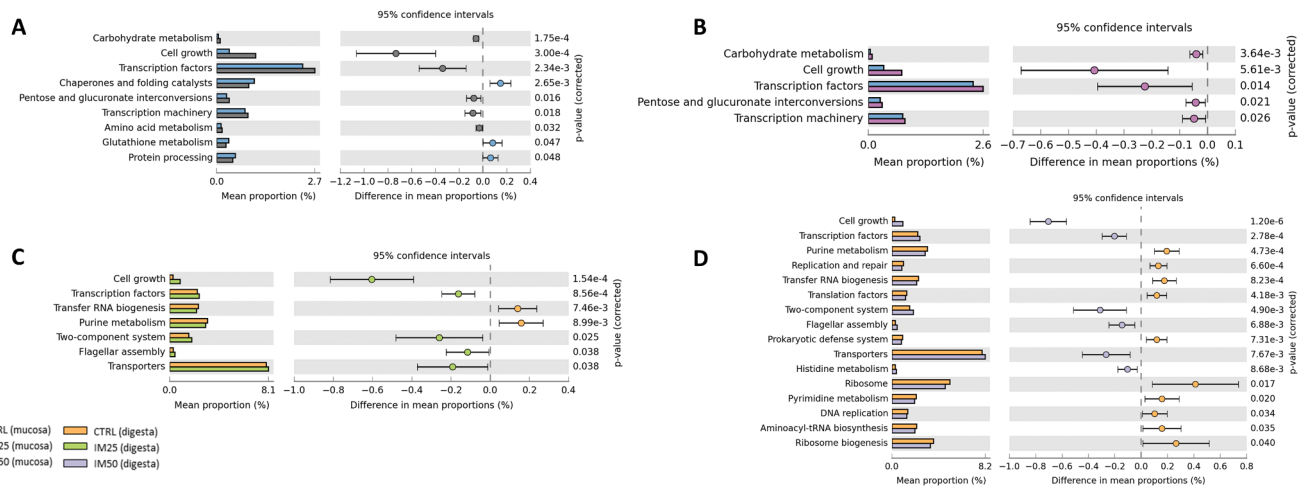 A
95% confidence intervals
Carbohydrate metabolism 1.75e-4
Cell growth 3.00e-4
Transcription factors 2.34e-3
Chaperones and folding catalysts 2.65e-3
Pentose and glucuronate interconversions 0.016
Transcription machinery 0.018
Amino acid metabolism 0.032
Glutathione metabolism 0.047
Protein processing 0.048
p-value (corrected)
0.0 2.7 −1.2 −1.0 −0.8 −0.6 −0.4 −0.2 0.0 0.2 0.4
Mean proportion (%) Difference in mean proportions (%)
B
95% confidence intervals
Carbohydrate metabolism 3.64e-3
Cell growth 5.61e-3
Transcription factors 0.014
Pentose and glucuronate interconversions 0.021
Transcription machinery 0.026
p-value (corrected)
0.0 2.6 −0.7 −0.6 −0.5 −0.4 −0.3 −0.2 −0.1 0.0 0.1
Mean proportion (%) Difference in mean proportions (%)
C
95% confidence intervals
Cell growth 1.54e-4
Transcription factors 8.56e-4
Transfer RNA biogenesis 7.46e-3
Purine metabolism 8.99e-3
Two-component system 0.025
Flagellar assembly 0.038
Transporters 0.038
p-value (corrected)
0.0 8.1 −1.0 −0.8 −0.6 −0.4 −0.2 0.0 0.2 0.4
Mean proportion (%) Difference in mean proportions (%)
RL (mucosa) CTRL (digesta)
25 (mucosa) IM25 (digesta)
50 (mucosa) IM50 (digesta)
D
95% confidence intervals
Cell growth 1.20e-6
Transcription factors 2.78e-4
Purine metabolism 4.73e-4
Replication and repair 6.60e-4
Transfer RNA biogenesis 8.23e-4
Translation factors 4.18e-3
Two-component system 4.90e-3
Flagellar assembly 6.88e-3
Prokaryotic defense system 7.31e-3
Transporters 7.67e-3
Histidine metabolism 8.68e-3
Ribosome 0.017
Pyrimidine metabolism 0.020
DNA replication 0.034
Aminoacyl-tRNA biosynthesis 0.035
Ribosome biogenesis 0.040
p-value (corrected)
0.0 8.2 −1.0 −0.8 −0.6 −0.4 −0.2 0.0 0.2 0.4 0.6 0.8
Mean proportion (%) Difference in mean proportions (%)